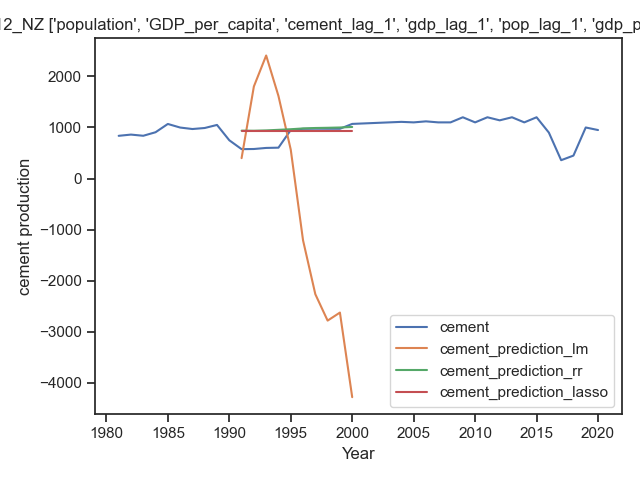 12_NZ ['population', 'GDP_per_capita', 'cement_lag_1', 'gdp_lag_1', 'pop_lag_1', 'gdp_p
2000
1000
0
−1000
−2000
−3000
−4000
cement production
cement
cement_prediction_lm
cement_prediction_rr
cement_prediction_lasso
1980 1985 1990 1995 2000 2005 2010 2015 2020
Year